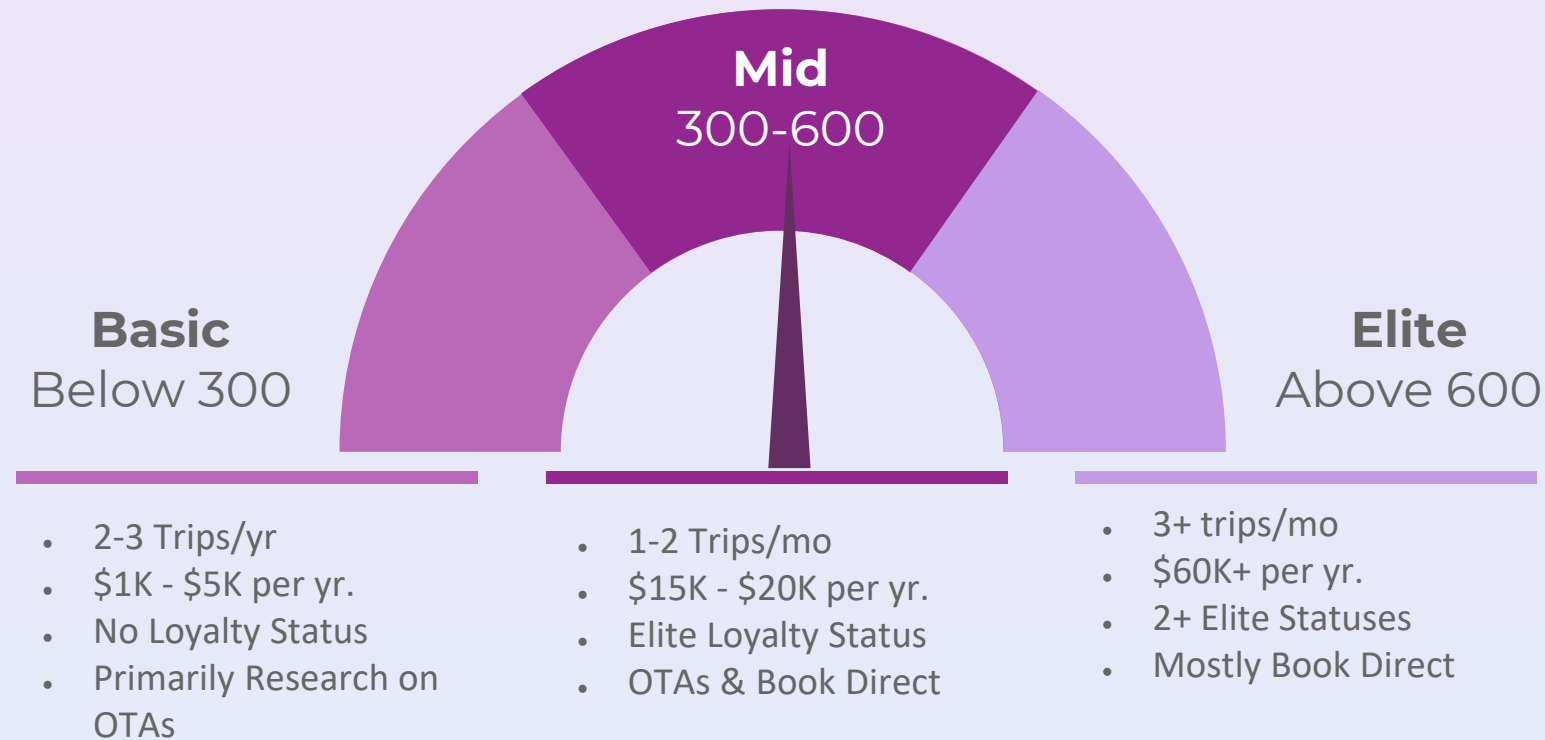 Mid
300-600
Basic
Below 300
Elite
Above 600
• 2-3 Trips/yr
• $1K - $5K per yr.
• No Loyalty Status
• Primarily Research on
OTAs
• 1-2 Trips/mo
• $15K - $20K per yr.
• Elite Loyalty Status
• OTAs & Book Direct
• 3+ trips/mo
• $60K+ per yr.
• 2+ Elite Statuses
• Mostly Book Direct